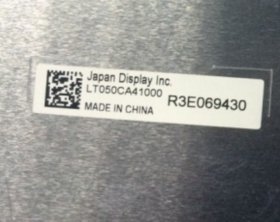 Japan Display Inc.
LT050CA41000
MADE IN CHINA R3E069430